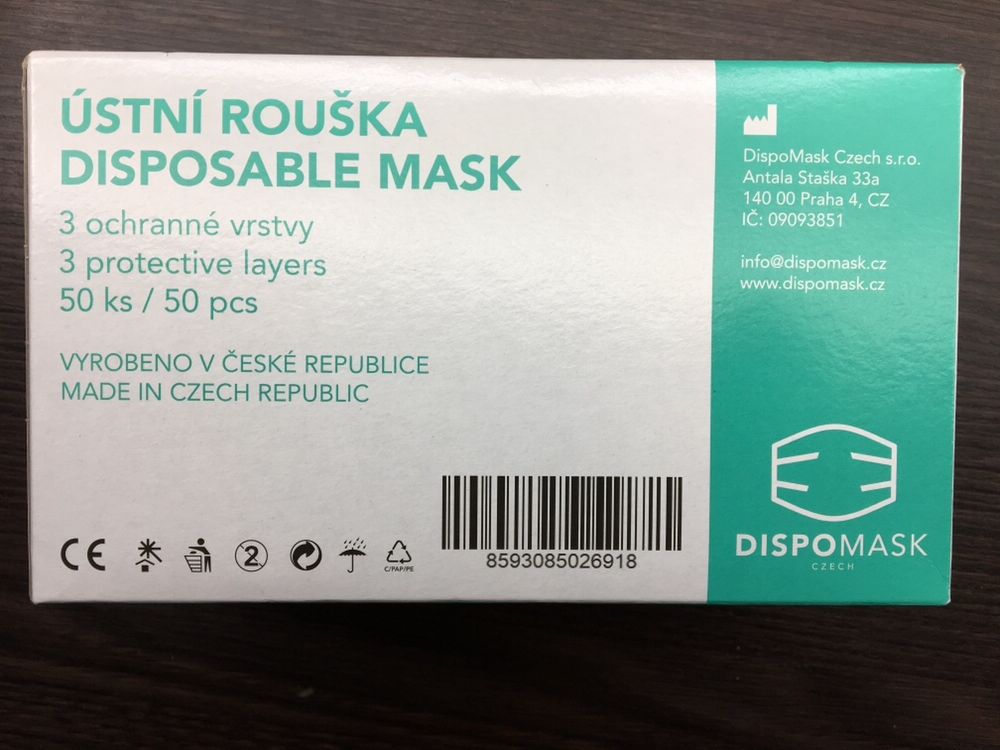 ÚSTNÍ ROUŠKA
DISPOSABLE MASK
3 ochranné vrstvy
3 protective layers
50 ks / 50 pcs
VYROBENO V ČESKÉ REPUBLICE
MADE IN CZECH REPUBLIC
CE
2
C/PAP/PE
8593085026918
DispoMask Czech s.r.o.
Antala Staška 33a
140 00 Praha 4, CZ
IČ: 09093851
info@dispomask.cz
www.dispomask.cz
DISPOMASK
CZECH